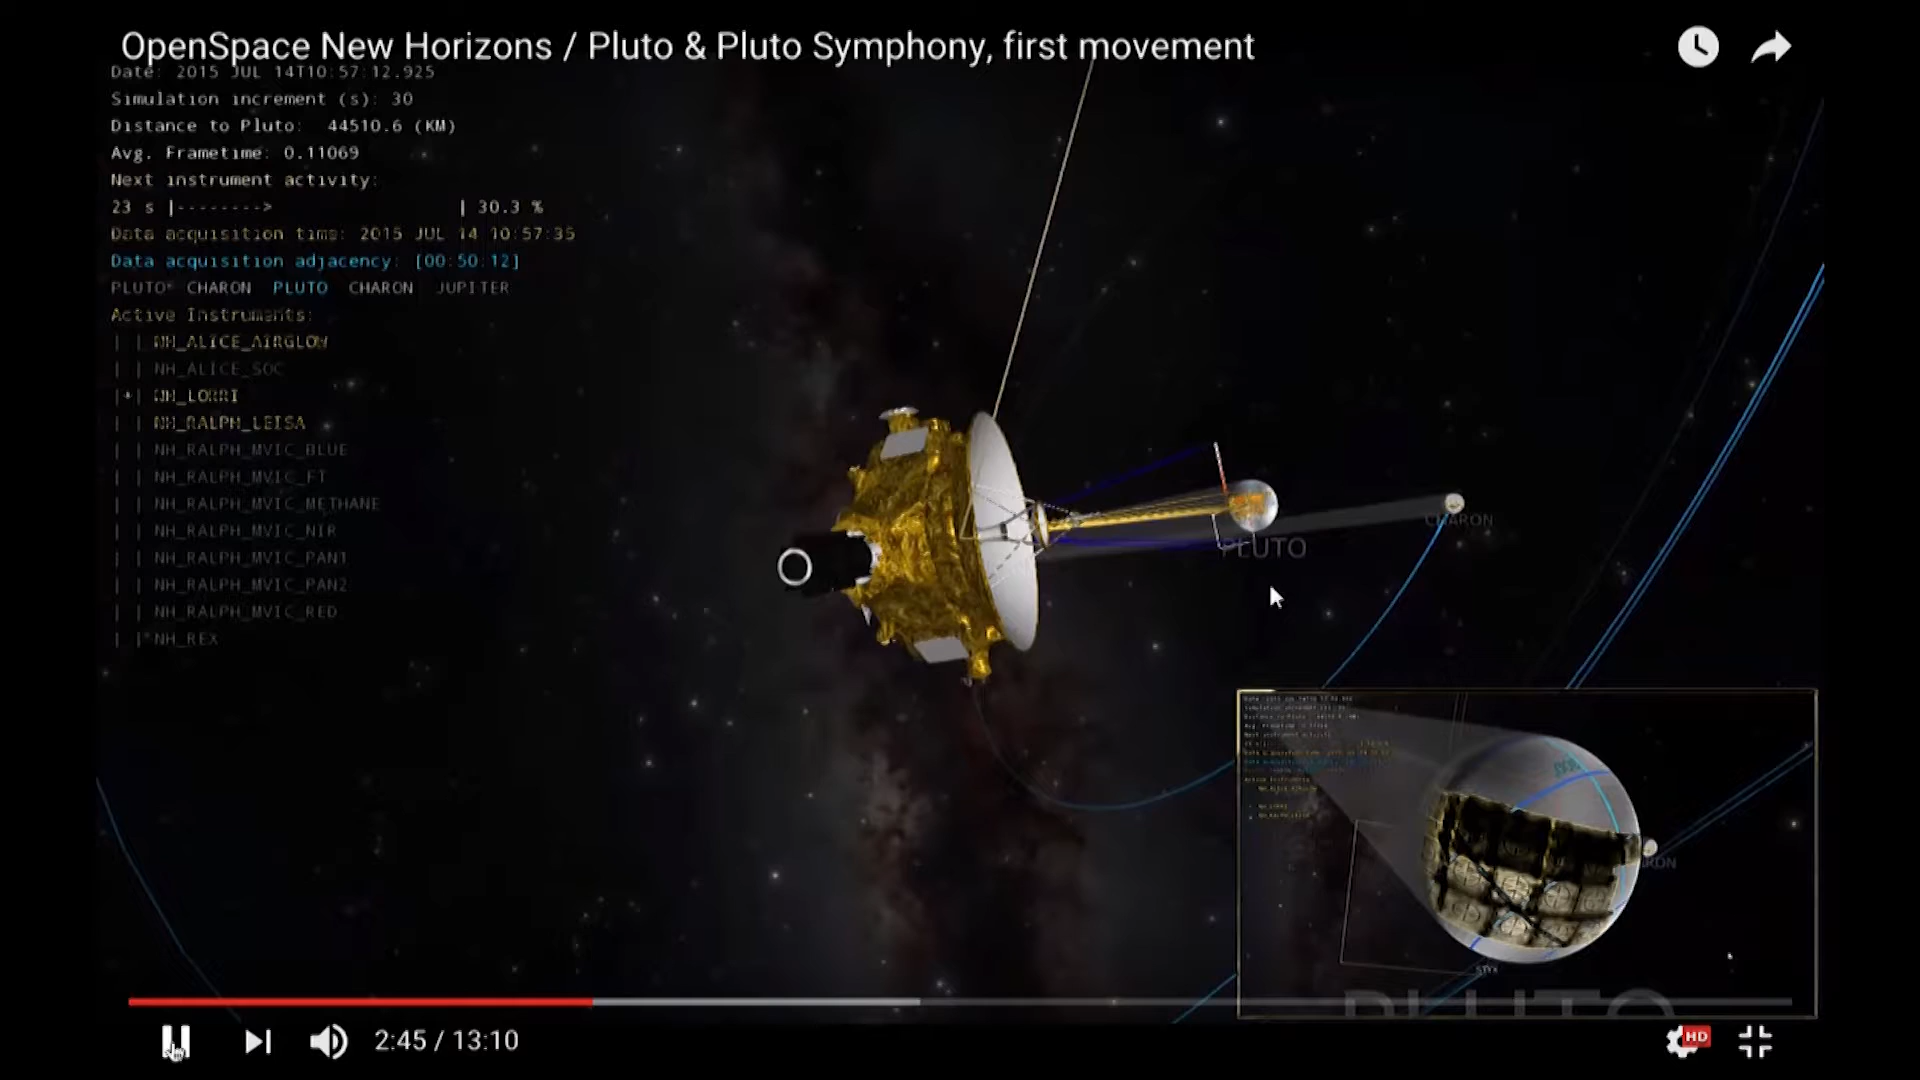 OpenSpace New Horizons / Pluto & Pluto Symphony, first movement
Date: 2015 JUL 14T10:57:12.925
Simulation increment (s): 30
Distance to Pluto: 44510.6 (KM)
Avg. Frametime: 0.11069
Next instrument activity:
23 s |--------> | 30.3 %
Data acquisition time: 2015 JUL 14 10:57:35
Data acquisition adjacency: [00:50:12]
PLUTO* CHARON PLUTO CHARON JUPITER
Active Instruments:
| | NH_ALICE_AIRGLOW
| | NH_ALICE_SOC
|*| NH_LORRI
| | NH_RALPH_LEISA
| | NH_RALPH_MVIC_BLUE
| | NH_RALPH_MVIC_FT
| | NH_RALPH_MVIC_METHANE
| | NH_RALPH_MVIC_NIR
| | NH_RALPH_MVIC_PAN1
| | NH_RALPH_MVIC_PAN2
| | NH_RALPH_MVIC_RED
| | NH_REX
CHARON
PLUTO
STYX
PLUTO
2:45 / 13:10
HD